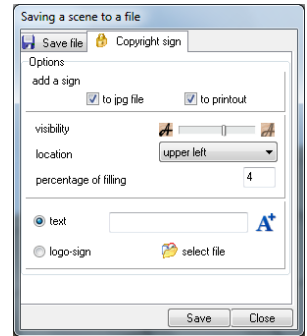 Saving a scene to a file
Save file Copyright sign
Options
add a sign
to jpg file to printout
visibility
location upper left
percentage of filling 4
text A+
logo-sign select file
Save Close